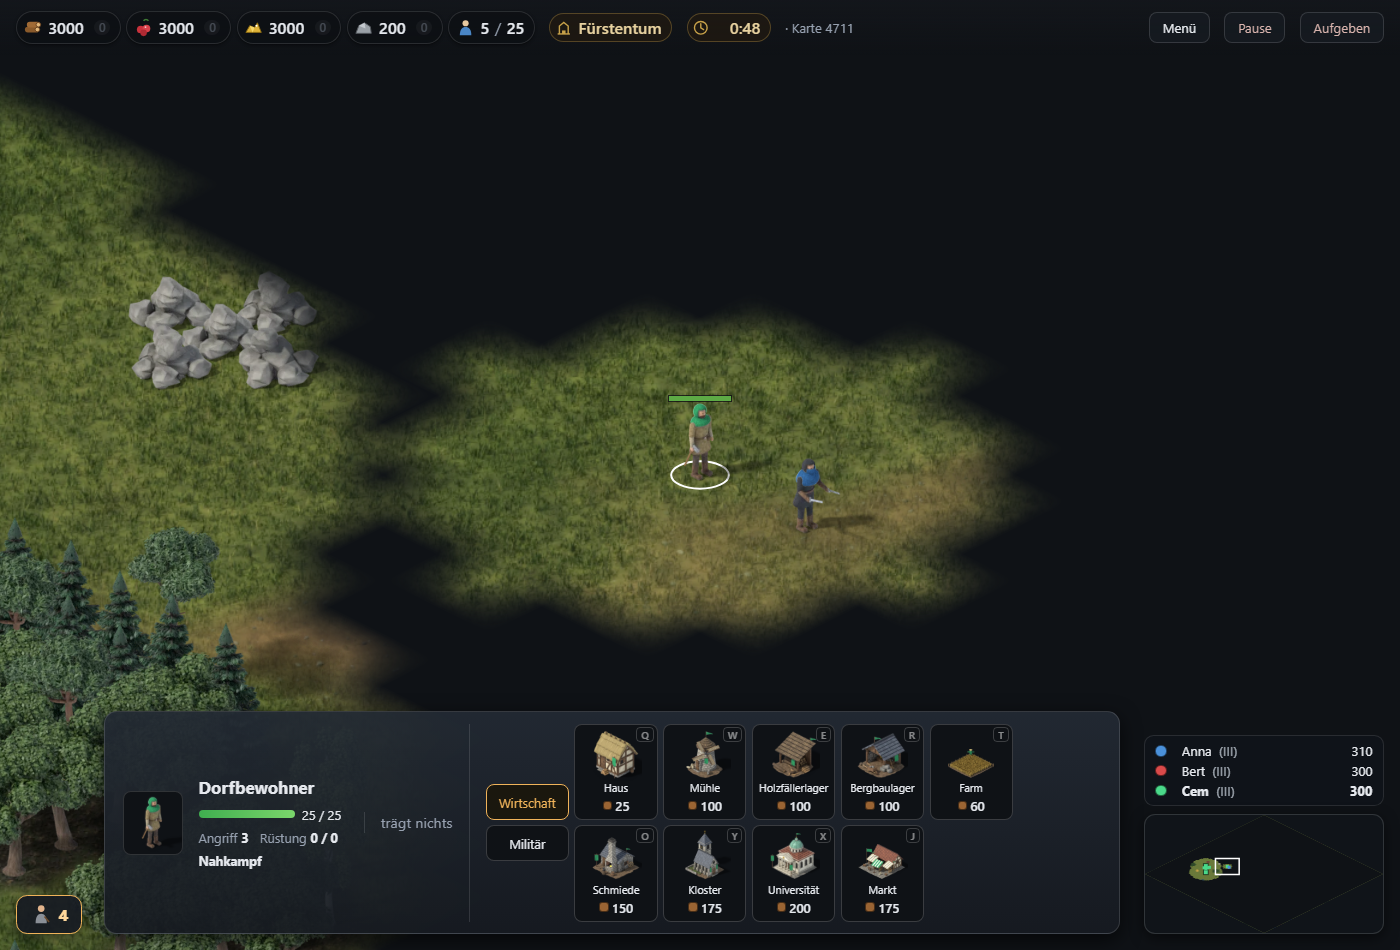 3000 0 3000 0 3000 0 200 0 5 / 25 Fürstentum 0:48 · Karte 4711 Menü Pause Aufgeben
Dorfbewohner
25 / 25
Angriff 3 Rüstung 0 / 0
Nahkampf
trägt nichts
Wirtschaft
Militär
Q W E R T
Haus Mühle Holzfällerlager Bergbaulager Farm
25 100 100 100 60
O Y X J
Schmiede Kloster Universität Markt
150 175 200 175
Anna (III) 310
Bert (III) 300
Cem (III) 300
4